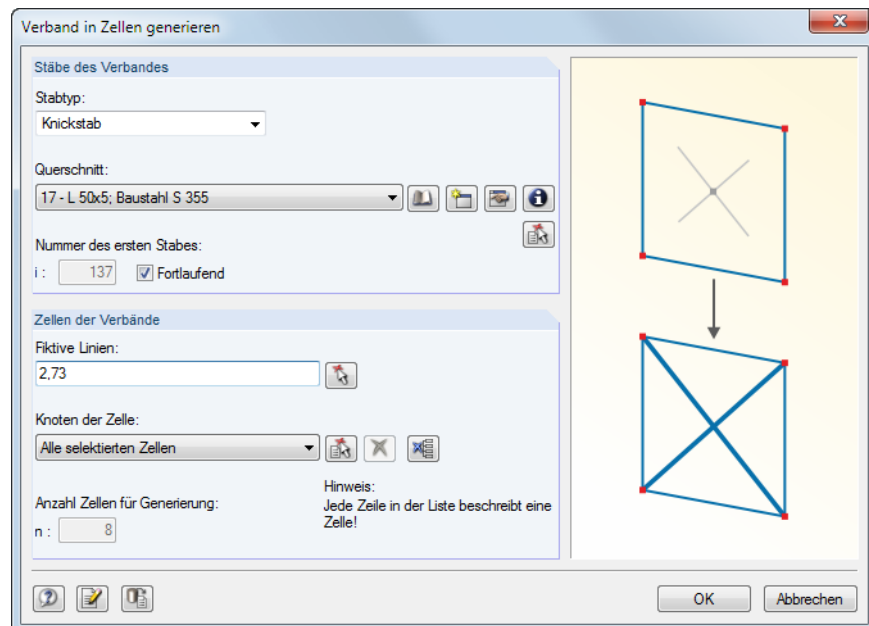 Verband in Zellen generieren
Stäbe des Verbandes
Stabtyp:
Knickstab
Querschnitt:
17 - L 50x5; Baustahl S 355
Nummer des ersten Stabes:
i : 137 Fortlaufend
Zellen der Verbände
Fiktive Linien:
2,73
Knoten der Zelle:
Alle selektierten Zellen
Anzahl Zellen für Generierung:
n : 8
Hinweis:
Jede Zeile in der Liste beschreibt eine
Zelle!
OK
Abbrechen